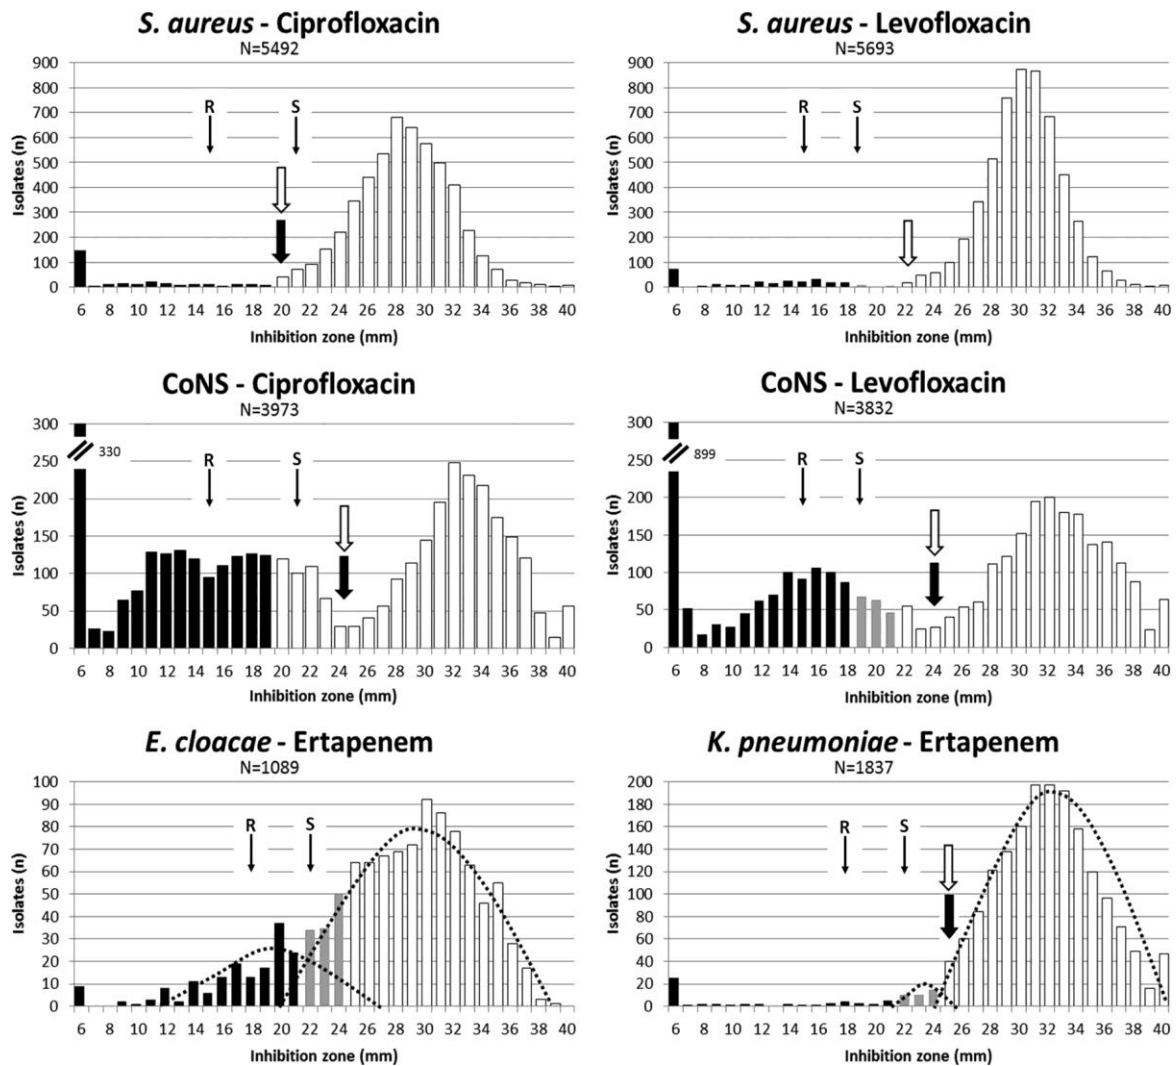 S. aureus - Ciprofloxacin
N=5492
900
800
700
600
500
400
300
200
100
0
Isolates (n)
R
S
6 8 10 12 14 16 18 20 22 24 26 28 30 32 34 36 38 40
Inhibition zone (mm)
S. aureus - Levofloxacin
N=5693
900
800
700
600
500
400
300
200
100
0
Isolates (n)
R
S
6 8 10 12 14 16 18 20 22 24 26 28 30 32 34 36 38 40
Inhibition zone (mm)
CoNS - Ciprofloxacin
N=3973
300
250
200
150
100
50
0
Isolates (n)
330
R
S
6 8 10 12 14 16 18 20 22 24 26 28 30 32 34 36 38 40
Inhibition zone (mm)
CoNS - Levofloxacin
N=3832
300
250
200
150
100
50
0
Isolates (n)
899
R
S
6 8 10 12 14 16 18 20 22 24 26 28 30 32 34 36 38 40
Inhibition zone (mm)
E. cloacae - Ertapenem
N=1089
100
90
80
70
60
50
40
30
20
10
0
Isolates (n)
R
S
6 8 10 12 14 16 18 20 22 24 26 28 30 32 34 36 38 40
Inhibition zone (mm)
K. pneumoniae - Ertapenem
N=1837
200
180
160
140
120
100
80
60
40
20
0
Isolates (n)
R
S
6 8 10 12 14 16 18 20 22 24 26 28 30 32 34 36 38 40
Inhibition zone (mm)